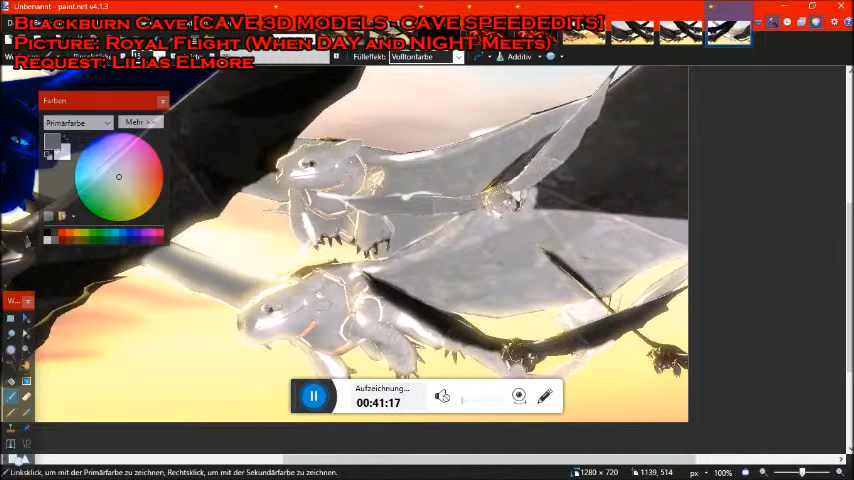 Unbenannt - paint.net v4.1.3
Blackburn Cave [CAVE 3D MODELS - CAVE SPEEDEDITS]
Picture: Royal Flight (When DAY and NIGHT Meets)
Request: Lilias Elmore
Fülleffekt: Volltonfarbe Additiv
Farben
Primärfarbe Mehr >>
W...
Aufzeichnung...
00:41:17
Linksklick, um mit der Primärfarbe zu zeichnen, Rechtsklick, um mit der Sekundärfarbe zu zeichnen. 1280 × 720 1139, 514 px 100%